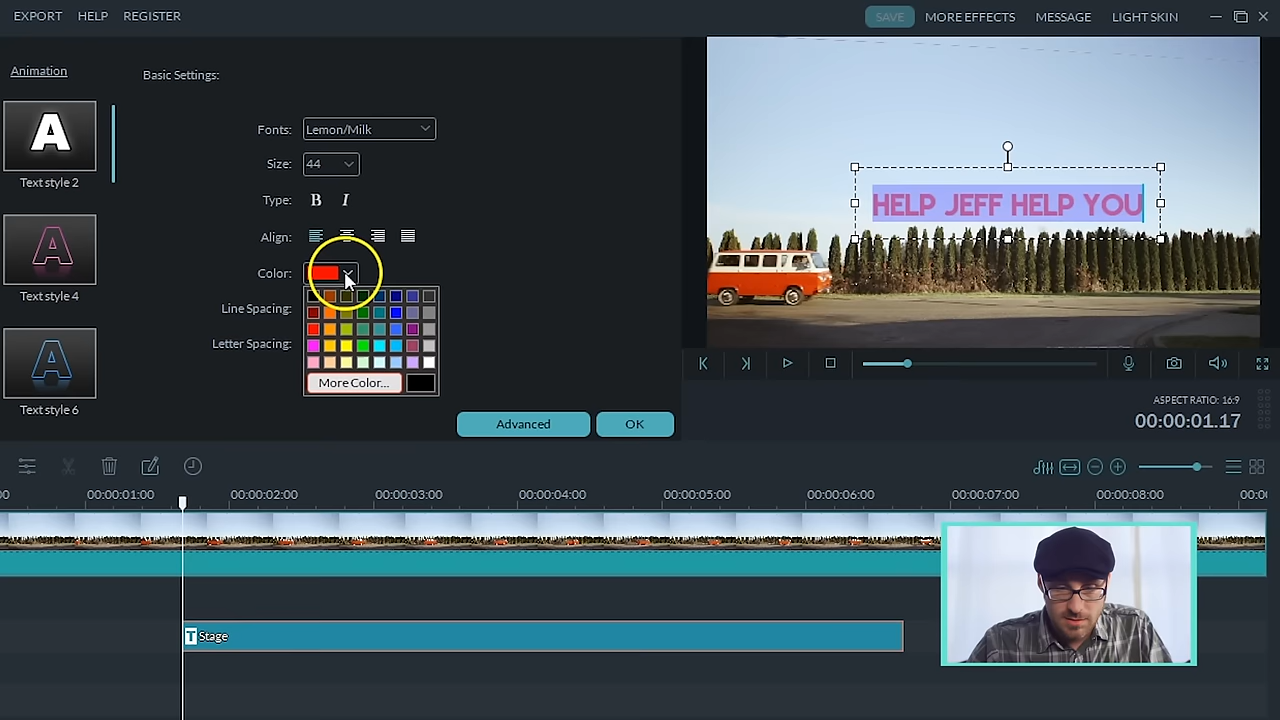 EXPORT HELP REGISTER SAVE MORE EFFECTS MESSAGE LIGHT SKIN
Animation
Basic Settings:
A
Text style 2
A
Text style 4
A
Text style 6
Fonts: Lemon/Milk
Size: 44
Type: B I
Align:
Color:
Line Spacing:
Letter Spacing:
More Color...
Advanced OK
HELP JEFF HELP YOU
ASPECT RATIO: 16:9
00:00:01.17
00:00:01:00 00:00:02:00 00:00:03:00 00:00:04:00 00:00:05:00 00:00:06:00 00:00:07:00 00:00:08:00
T Stage